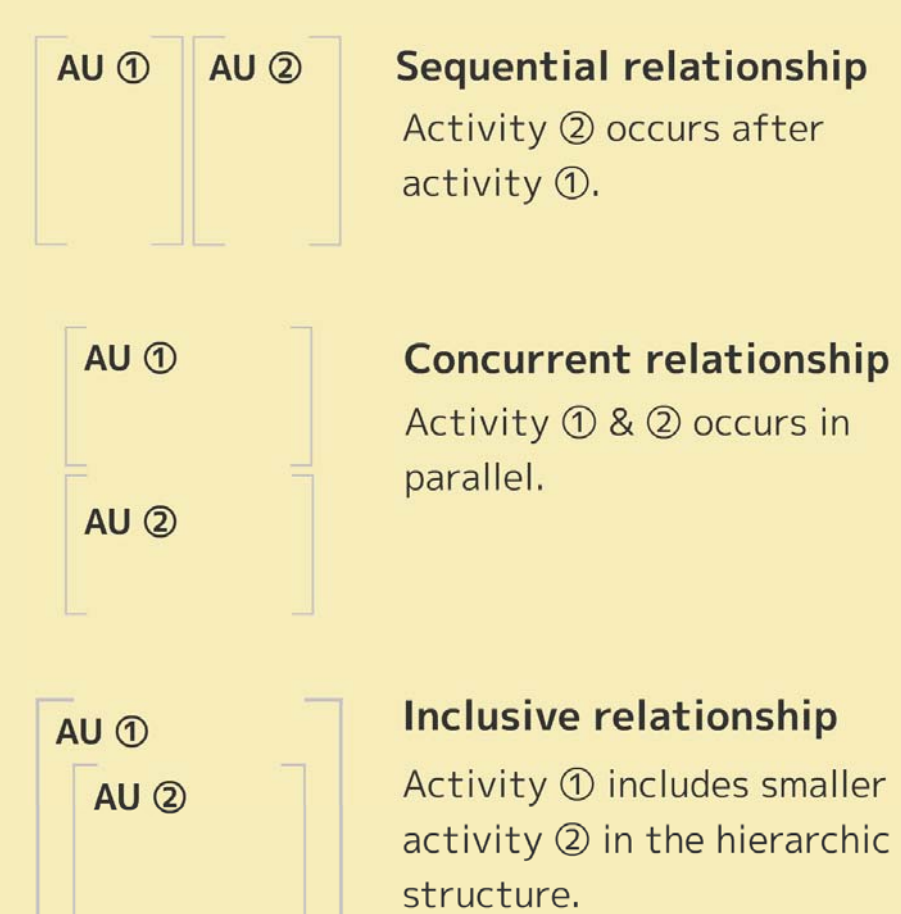 AU ① AU ② Sequential relationship
Activity ② occurs after
activity ①.
AU ① Concurrent relationship
Activity ① & ② occurs in
parallel.
AU ②
AU ① Inclusive relationship
AU ② Activity ① includes smaller
activity ② in the hierarchic
structure.